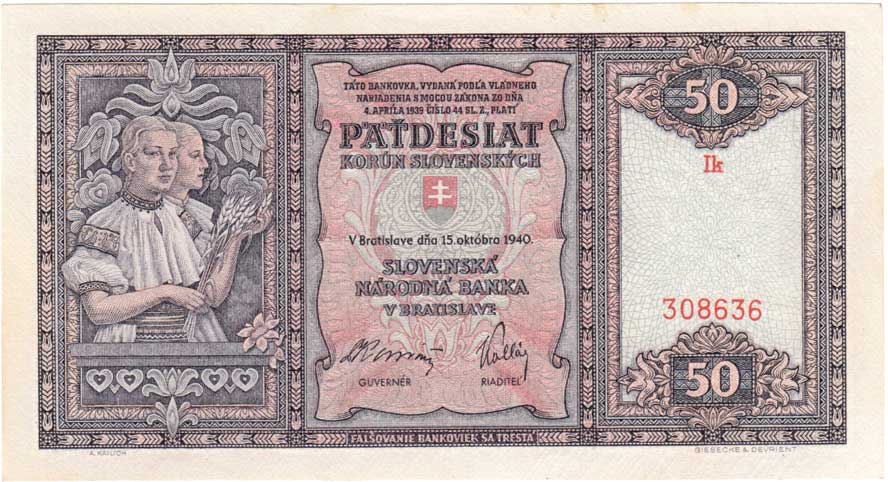 TÁTO BANKOVKA, VYDANÁ PODĽA VLÁDNEHO
NARIADENIA S MOCOU ZÁKONA ZO DŇA
4. APRÍLA 1939 ČÍSLO 44 SL. Z., PLATÍ
PÄŤDESIAT
KORÚN SLOVENSKÝCH
V Bratislave dňa 15. októbra 1940.
SLOVENSKÁ
NÁRODNÁ BANKA
V BRATISLAVE
GUVERNÉR RIADITEĽ
FALŠOVANIE BANKOVIEK SA TRESTÁ
50
Ik
308636
50
GIESECKE & DEVRIENT